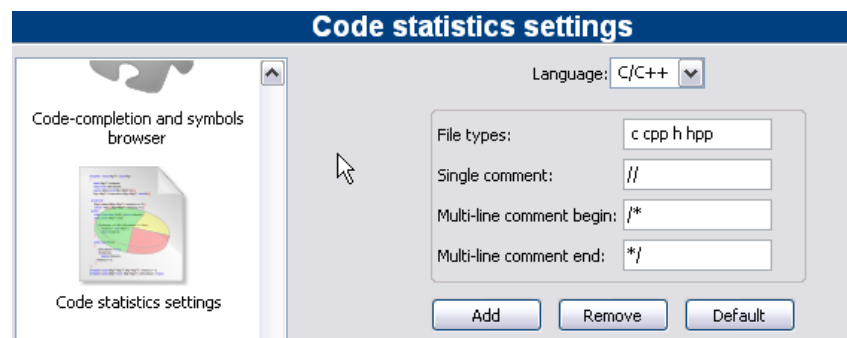 Code statistics settings
Language: C/C++
Code-completion and symbols
browser
File types: c cpp h hpp
Single comment: //
Multi-line comment begin: /*
Multi-line comment end: */
Code statistics settings
Add Remove Default